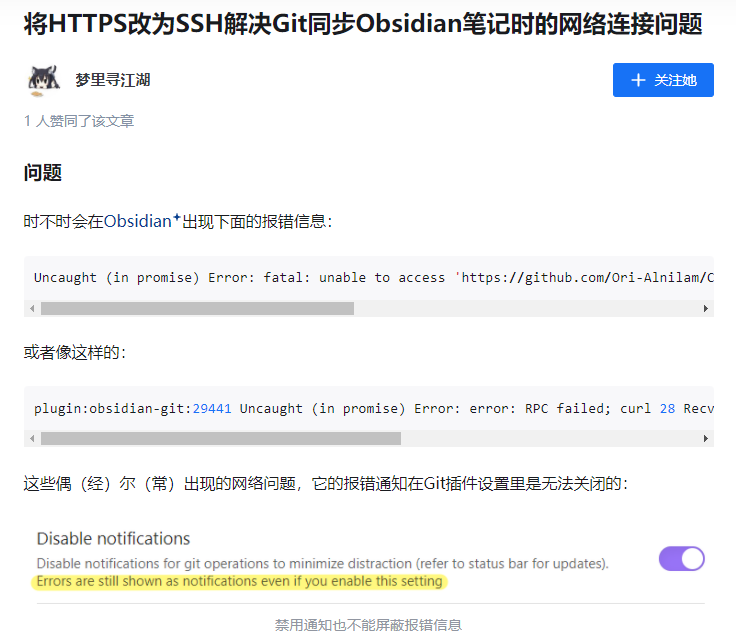 将HTTPS改为SSH解决Git同步Obsidian笔记时的网络连接问题
梦里寻江湖
+ 关注她
1 人赞同了该文章
问题
时不时会在Obsidian出现下面的报错信息：
Uncaught (in promise) Error: fatal: unable to access 'https://github.com/Ori-Alnilam/C
或者像这样的：
plugin:obsidian-git:29441 Uncaught (in promise) Error: error: RPC failed; curl 28 Recv
这些偶（经）尔（常）出现的网络问题，它的报错通知在Git插件设置里是无法关闭的：
Disable notifications
Disable notifications for git operations to minimize distraction (refer to status bar for updates).
Errors are still shown as notifications even if you enable this setting
禁用通知也不能屏蔽报错信息